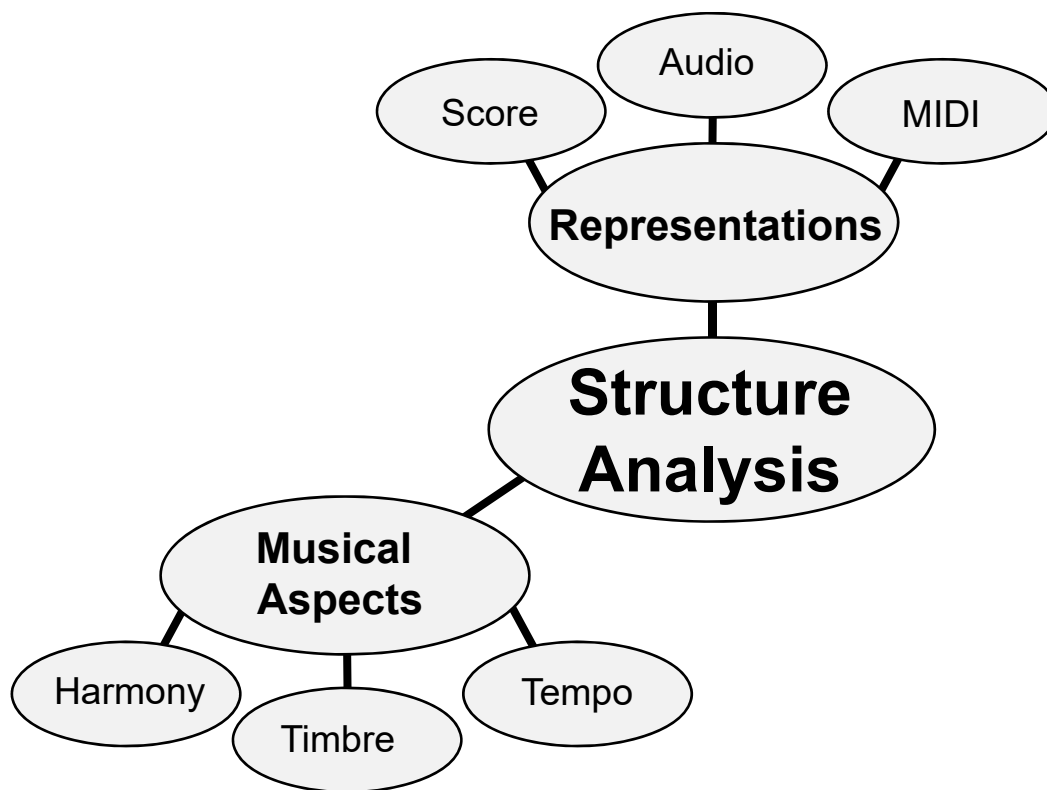 Audio
Score
MIDI
Representations
Structure
Analysis
Musical
Aspects
Harmony
Tempo
Timbre